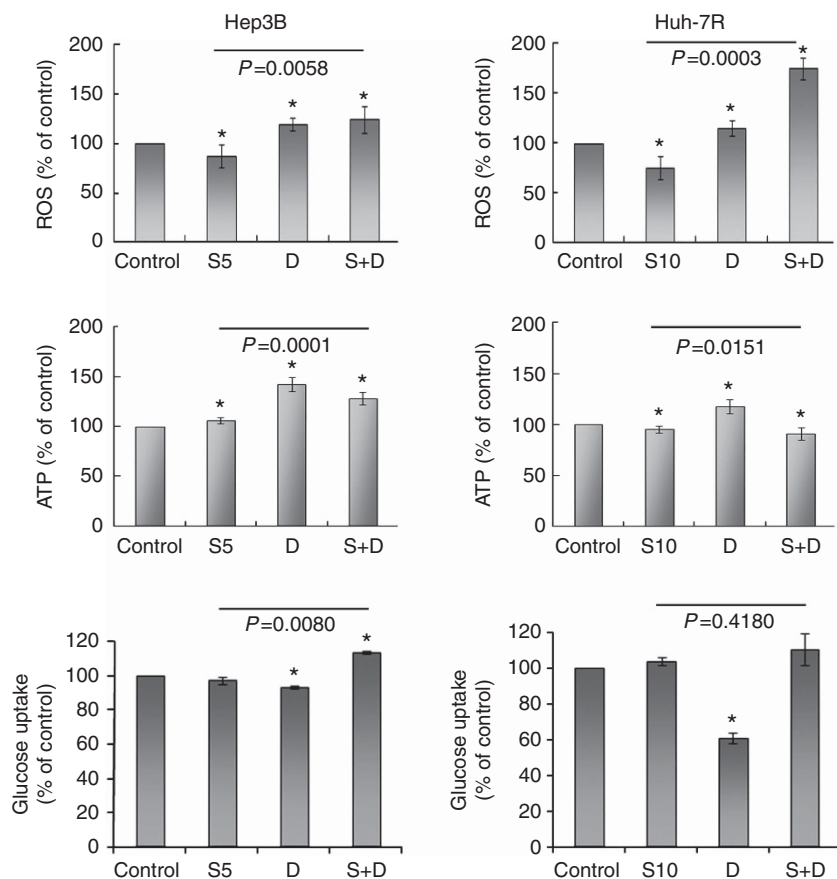 Hep3B
Huh-7R
ROS (% of control)
200
150
100
50
0
P=0.0058
*
*
*
Control S5 D S+D
ROS (% of control)
200
150
100
50
0
P=0.0003
*
*
*
Control S10 D S+D
ATP (% of control)
200
150
100
50
0
P=0.0001
*
*
*
Control S5 D S+D
ATP (% of control)
200
150
100
50
0
P=0.0151
*
*
*
Control S10 D S+D
Glucose uptake
(% of control)
120
100
80
60
40
20
0
P=0.0080
*
*
Control S5 D S+D
Glucose uptake
(% of control)
120
100
80
60
40
20
0
P=0.4180
*
Control S10 D S+D